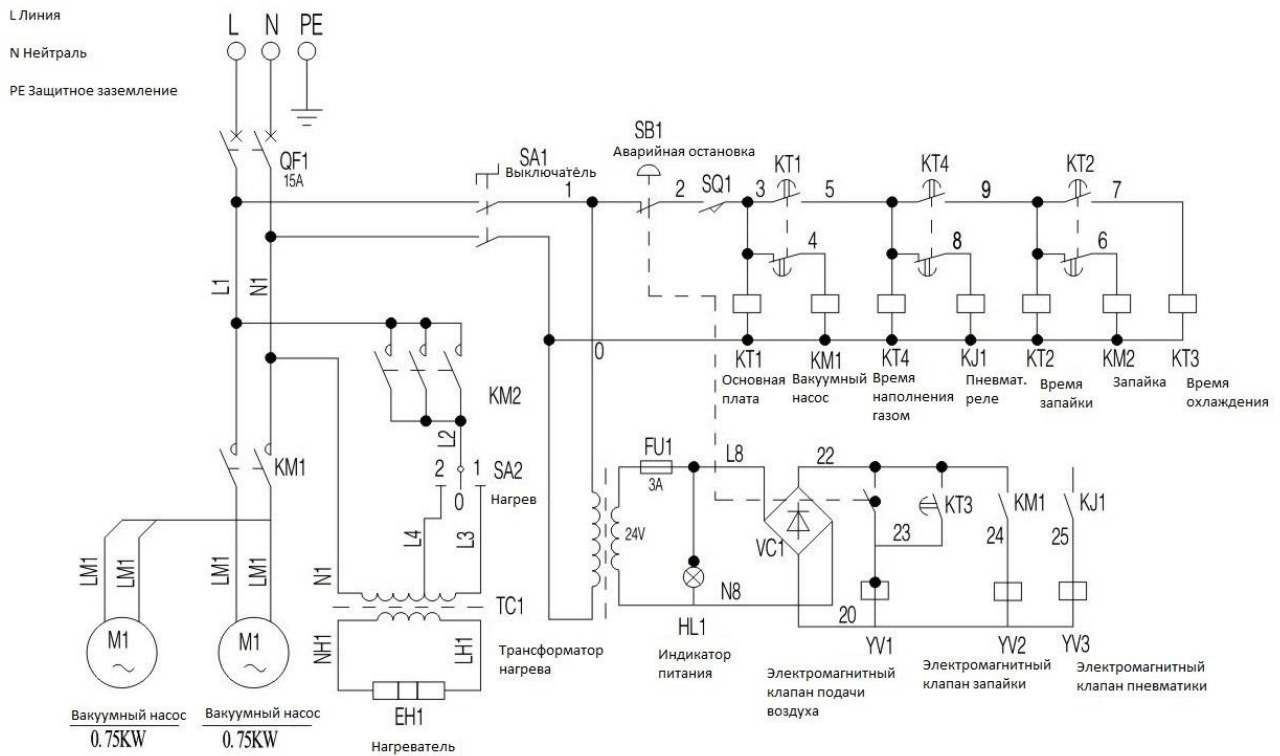 L Линия
N Нейтраль
PE Защитное заземление
L N PE
QF1
15A
SA1
Выключатель
1
SB1
Аварийная остановка
2
SQ1
3
KT1
5
KT4
9
KT2
7
4
8
6
L1
N1
0
KT1
Основная
плата
KM1
Вакуумный
насос
KT4
Время
наполнения
газом
KJ1
Пневмат.
реле
KT2
Время
запайки
KM2
Запайка
KT3
Время
охлаждения
KM2
L2
2
1
0
SA2
Нагрев
KM1
L4
L3
N1
TC1
Трансформатор
нагрева
NH1
LH1
EH1
Нагреватель
LM1
LM1
LM1
LM1
M1
~
M1
~
Вакуумный насос
0.75KW
Вакуумный насос
0.75KW
FU1
3A
24V
L8
N8
HL1
Индикатор
питания
VC1
22
KT3
23
KM1
24
KJ1
25
20
YV1
Электромагнитный
клапан подачи
воздуха
YV2
Электромагнитный
клапан запайки
YV3
Электромагнитный
клапан пневматики